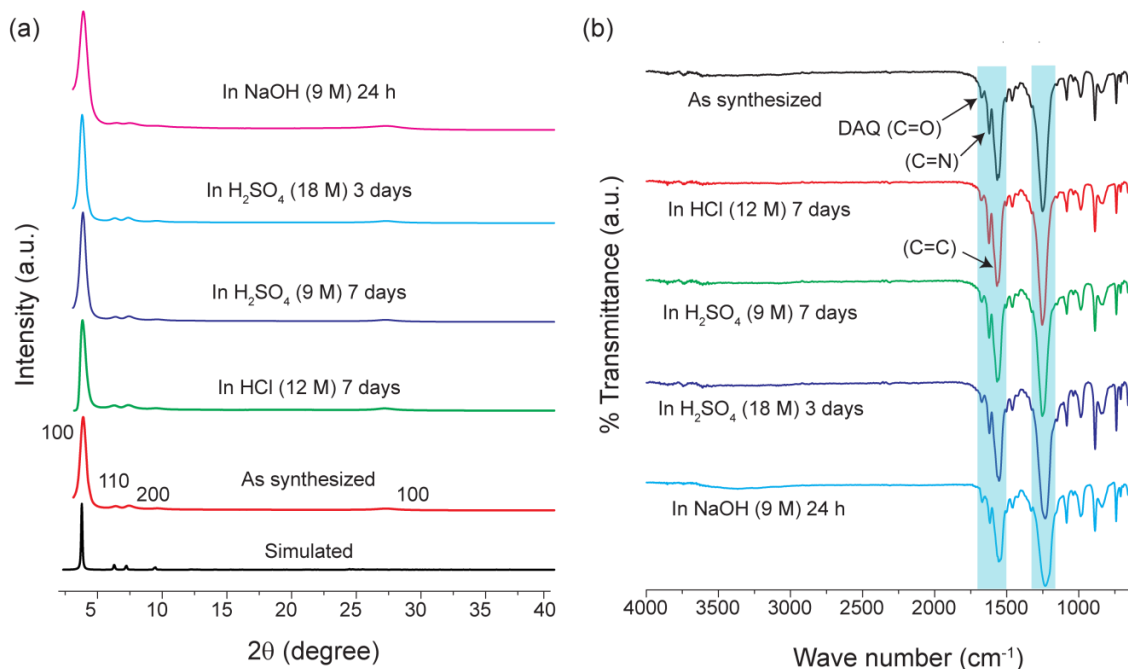 (a)
In NaOH (9 M) 24 h
In H₂SO₄ (18 M) 3 days
In H₂SO₄ (9 M) 7 days
In HCl (12 M) 7 days
100
110
200
As synthesized
100
Simulated
Intensity (a.u.)
5 10 15 20 25 30 35 40
2θ (degree)
(b)
As synthesized
DAQ (C=O)
(C=N)
In HCl (12 M) 7 days
(C=C)
In H₂SO₄ (9 M) 7 days
In H₂SO₄ (18 M) 3 days
In NaOH (9 M) 24 h
% Transmittance (a.u.)
4000 3500 3000 2500 2000 1500 1000
Wave number (cm⁻¹)